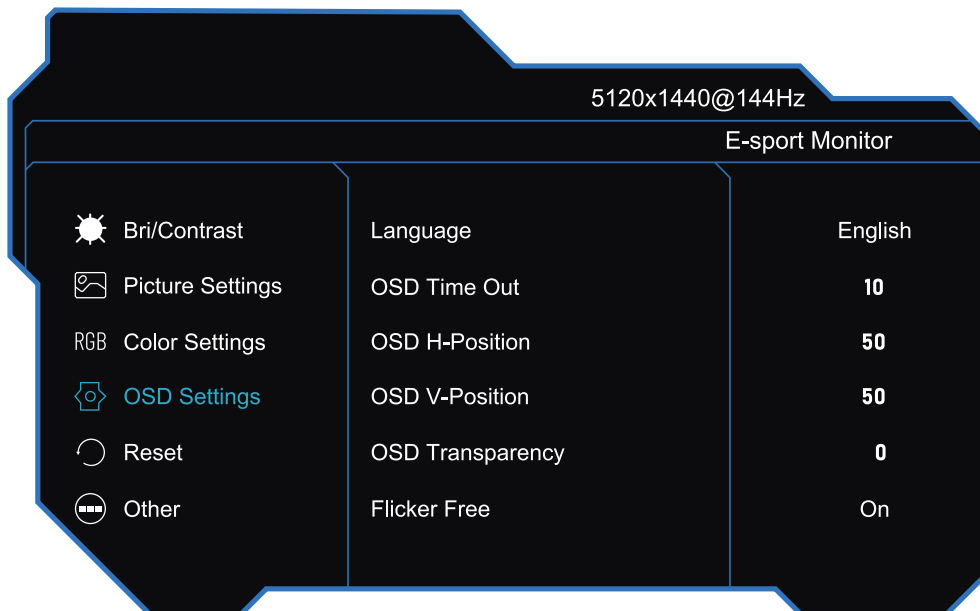 5120x1440@144Hz
E-sport Monitor
Bri/Contrast Language English
Picture Settings OSD Time Out 10
RGB Color Settings OSD H-Position 50
OSD Settings OSD V-Position 50
Reset OSD Transparency 0
Other Flicker Free On